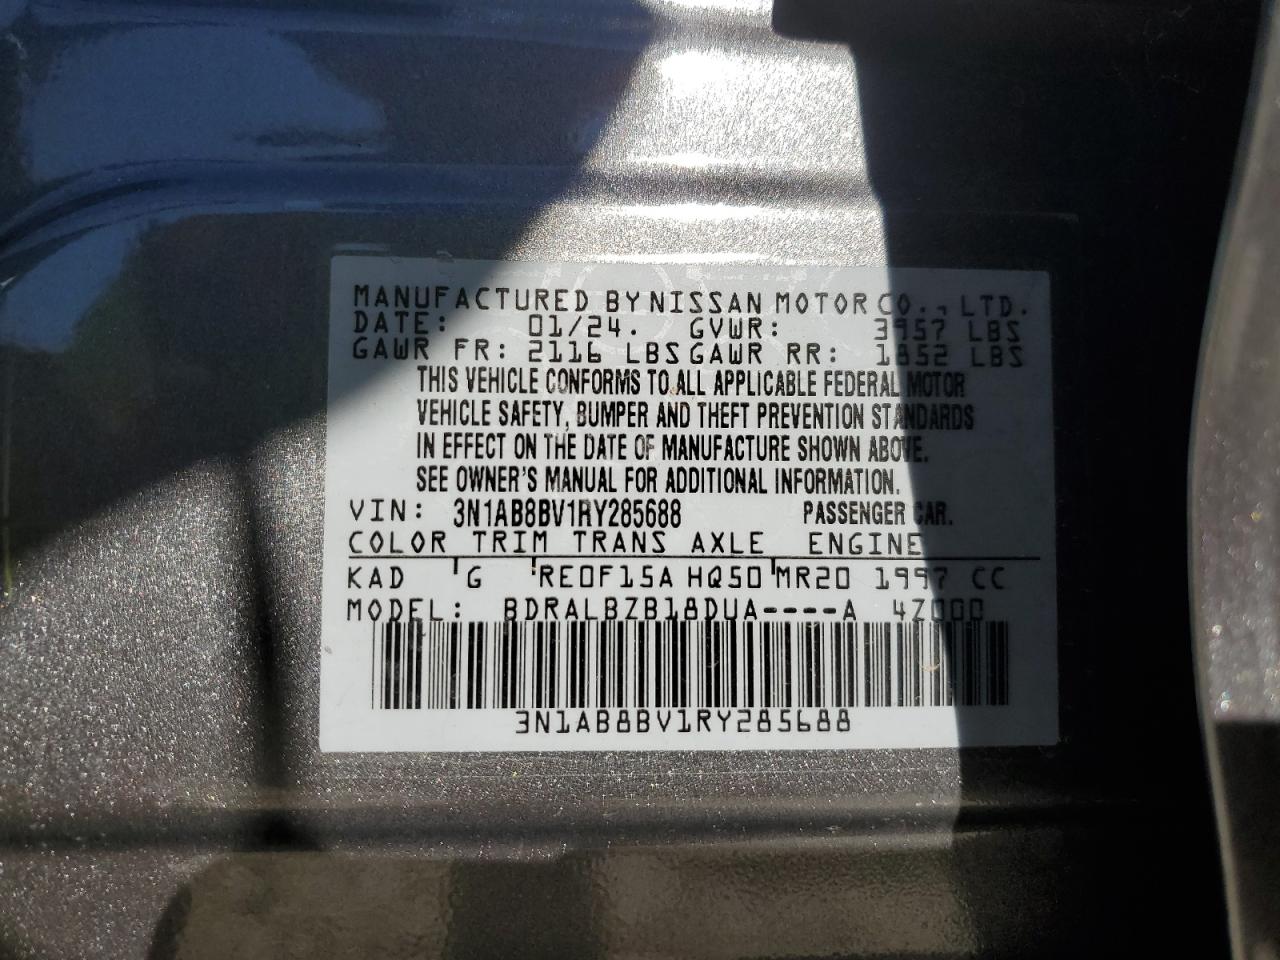 MANUFACTURED BY NISSAN MOTOR CO., LTD.
DATE: 01/24. GVWR: 3957 LBS
GAWR FR: 2116 LBS GAWR RR: 1852 LBS
THIS VEHICLE CONFORMS TO ALL APPLICABLE FEDERAL MOTOR
VEHICLE SAFETY, BUMPER AND THEFT PREVENTION STANDARDS
IN EFFECT ON THE DATE OF MANUFACTURE SHOWN ABOVE.
SEE OWNER'S MANUAL FOR ADDITIONAL INFORMATION.
VIN: 3N1AB8BV1RY285688 PASSENGER CAR.
COLOR TRIM TRANS AXLE ENGINE
KAD G RE0F15A HQ50 MR20 1997 CC
MODEL: BDRALBZB18DUA----A 4Z000
3N1AB8BV1RY285688